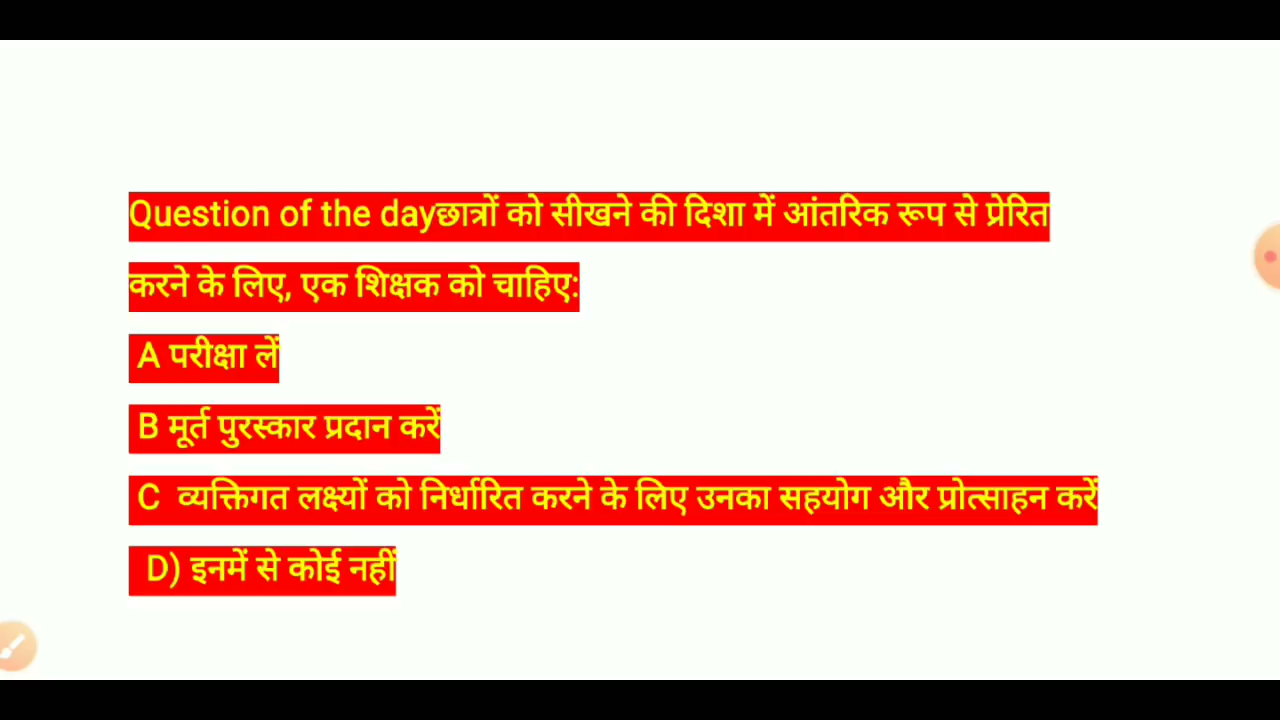 Question of the dayछात्रों को सीखने की दिशा में आंतरिक रूप से प्रेरित
करने के लिए, एक शिक्षक को चाहिए:
A परीक्षा लें
B मूर्त पुरस्कार प्रदान करें
C व्यक्तिगत लक्ष्यों को निर्धारित करने के लिए उनका सहयोग और प्रोत्साहन करें
D) इनमें से कोई नहीं